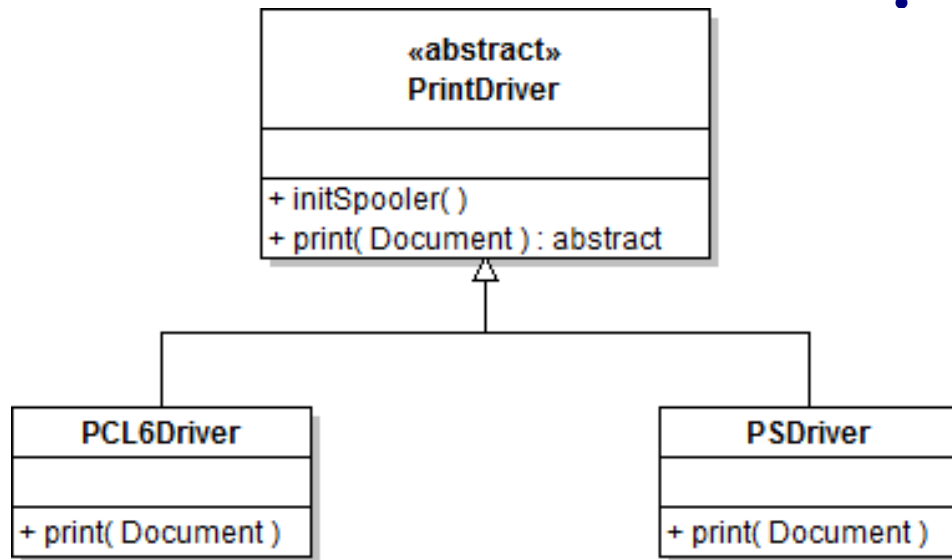 «abstract»
PrintDriver
+ initSpooler( )
+ print( Document ) : abstract
PCL6Driver
+ print( Document )
PSDriver
+ print( Document )